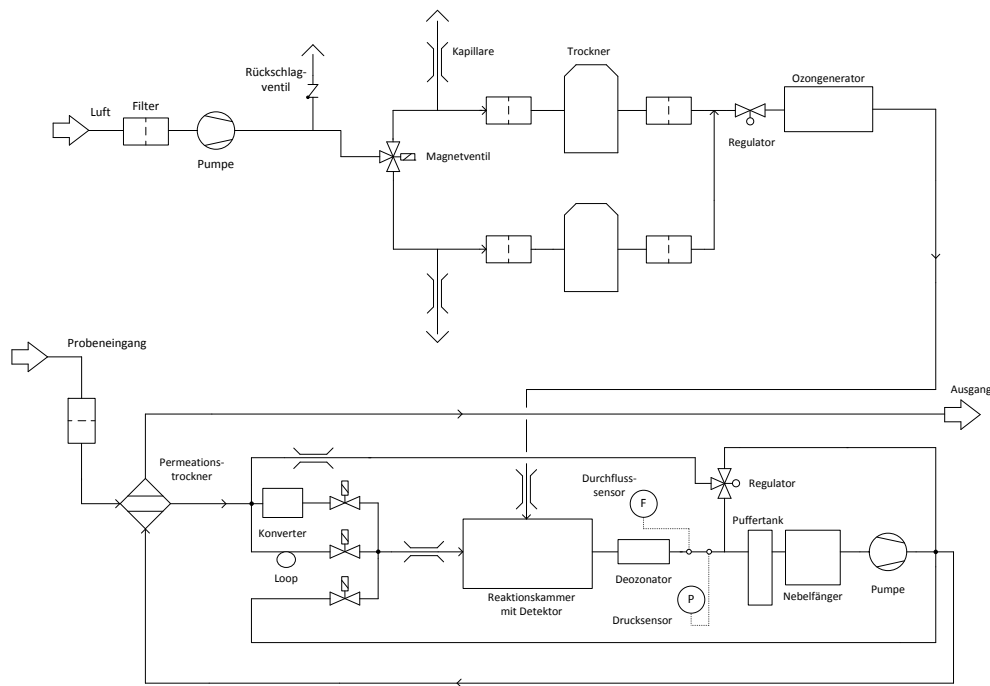 Kapillare
Trockner
Rückschlag-
ventil
Ozongenerator
Luft
Filter
Pumpe
Magnetventil
Regulator
Probeneingang
Ausgang
Permeations-
trockner
Durchfluss-
sensor
F
Regulator
Puffertank
Konverter
Loop
Deozonator
Reaktionskammer
mit Detektor
P
Drucksensor
Nebelfänger
Pumpe